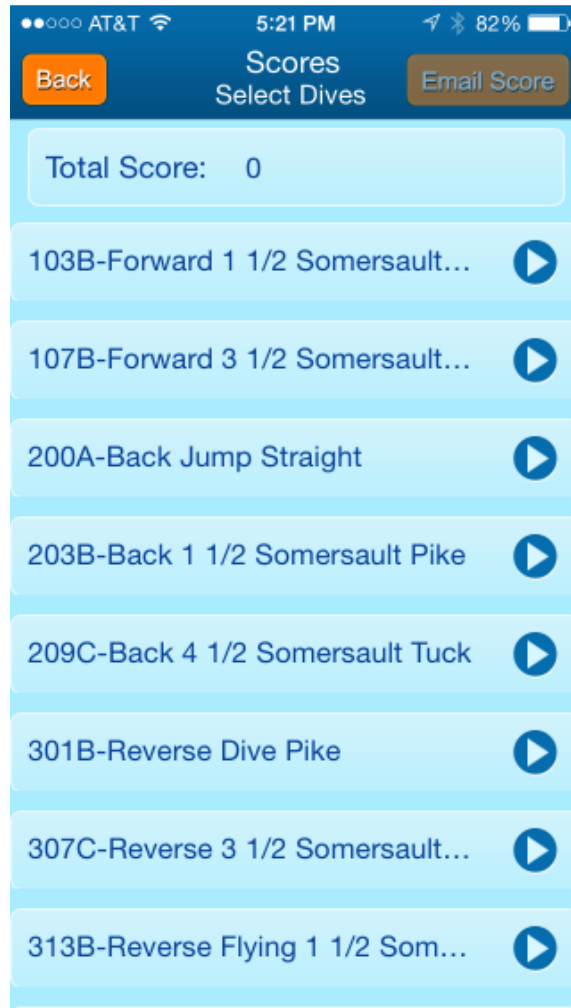 AT&T 5:21 PM 82%
Back Scores Email Score
Select Dives
Total Score: 0
103B-Forward 1 1/2 Somersault...
107B-Forward 3 1/2 Somersault...
200A-Back Jump Straight
203B-Back 1 1/2 Somersault Pike
209C-Back 4 1/2 Somersault Tuck
301B-Reverse Dive Pike
307C-Reverse 3 1/2 Somersault...
313B-Reverse Flying 1 1/2 Som...